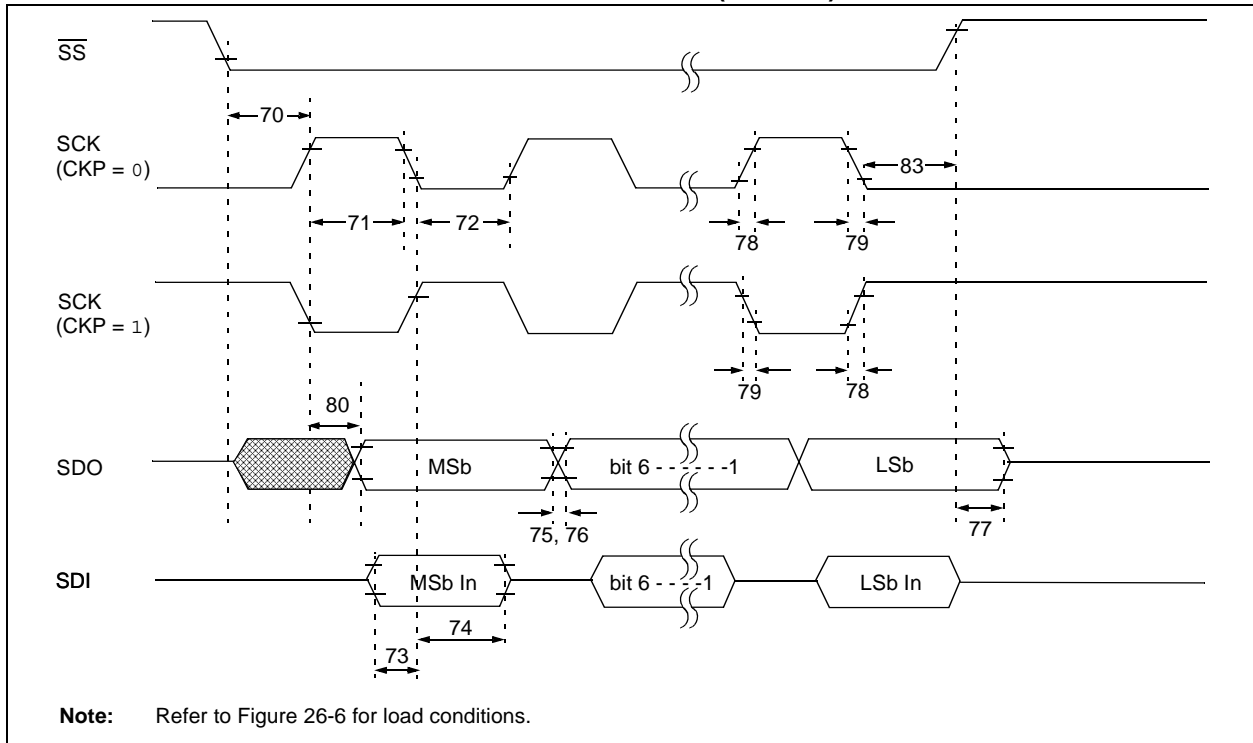 SS
70
SCK
(CKP = 0)
83
71
72
78
79
SCK
(CKP = 1)
79
78
80
SDO
MSb
bit 6 - - - - - -1
LSb
75, 76
77
SDI
MSb In
bit 6 - - - -1
LSb In
74
73
Note: Refer to Figure 26-6 for load conditions.